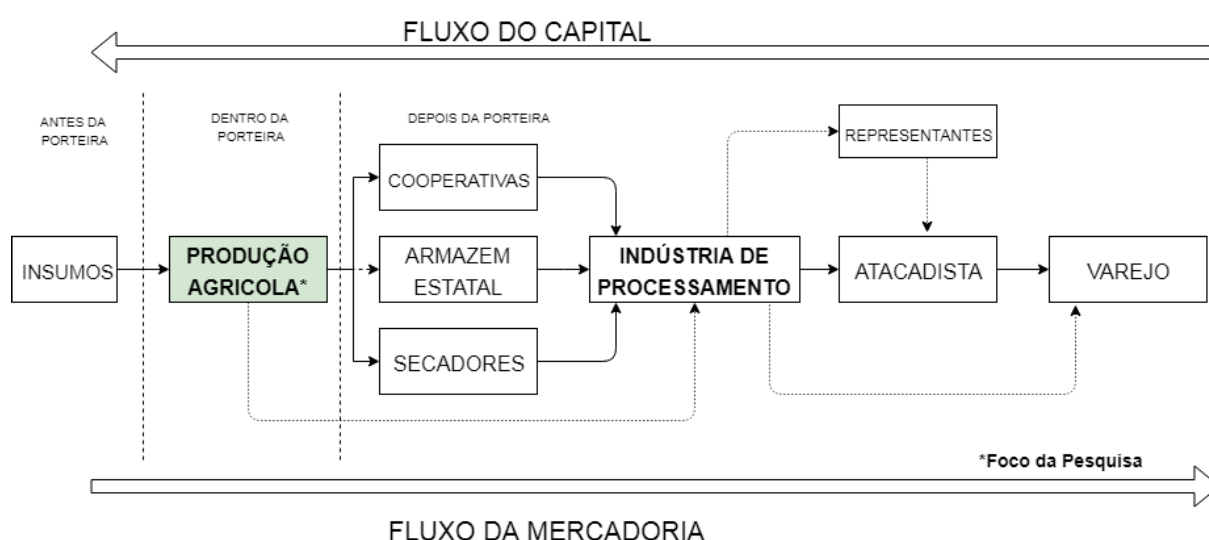 FLUXO DO CAPITAL
ANTES DA
PORTEIRA
DENTRO DA
PORTEIRA
DEPOIS DA PORTEIRA
REPRESENTANTES
COOPERATIVAS
INSUMOS
PRODUÇÃO
AGRICOLA*
ARMAZEM
ESTATAL
INDÚSTRIA DE
PROCESSAMENTO
ATACADISTA
VAREJO
SECADORES
*Foco da Pesquisa
FLUXO DA MERCADORIA